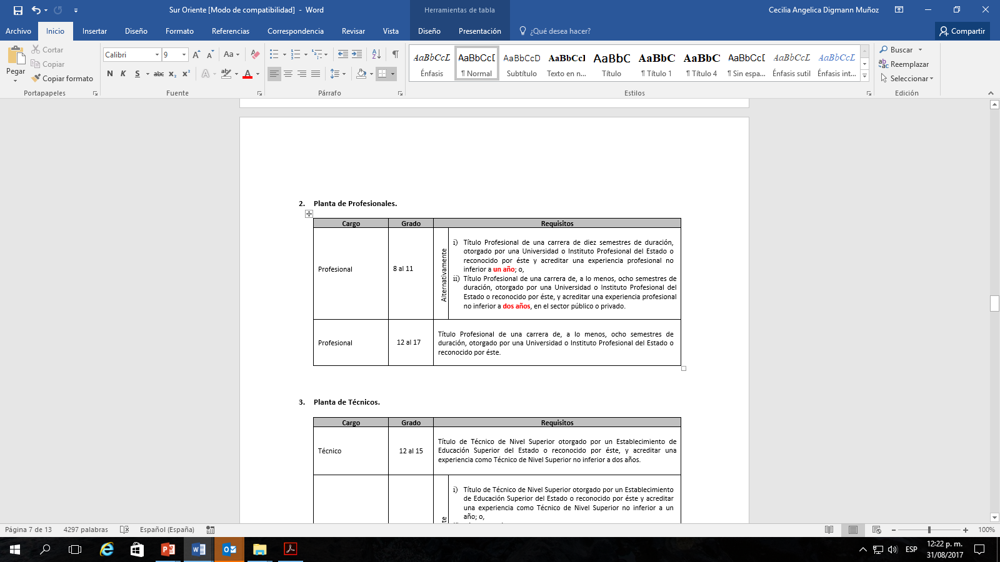 Sur Oriente [Modo de compatibilidad] - Word
Herramientas de tabla
Cecilia Angelica Digmann Muñoz
Archivo Inicio Insertar Diseño Formato Referencias Correspondencia Revisar Vista Diseño Presentación ¿Qué desea hacer? Compartir
Pegar
Cortar
Copiar
Copiar formato
Portapapeles
Calibri 9
N K S abc x₂ x²
Fuente
Párrafo
AaBbCcD AaBbCcD AaBbCcD AaBbCcI AaBbC AaBbC AaBbC AaBbCcD AaBbCcD AaBbCcD
Énfasis ¶ Normal Subtítulo Texto en n... Título ¶ Título 1 ¶ Título 4 ¶ Sin espa... Énfasis sutil Énfasis int...
Estilos
Buscar
Reemplazar
Seleccionar
Edición
2. Planta de Profesionales.
Cargo Grado Requisitos
Profesional
8 al 11
Alternativamente
i) Título Profesional de una carrera de diez semestres de duración,
otorgado por una Universidad o Instituto Profesional del Estado o
reconocido por éste y acreditar una experiencia profesional no
inferior a un año; o,
ii) Título Profesional de una carrera de, a lo menos, ocho semestres de
duración, otorgado por una Universidad o Instituto Profesional del
Estado o reconocido por éste, y acreditar una experiencia profesional
no inferior a dos años, en el sector público o privado.
Profesional
12 al 17
Título Profesional de una carrera de, a lo menos, ocho semestres de
duración, otorgado por una Universidad o Instituto Profesional del Estado o
reconocido por éste.
3. Planta de Técnicos.
Cargo Grado Requisitos
Técnico
12 al 15
Título de Técnico de Nivel Superior otorgado por un Establecimiento de
Educación Superior del Estado o reconocido por éste, y acreditar una
experiencia como Técnico de Nivel Superior no inferior a dos años.
te
i) Título de Técnico de Nivel Superior otorgado por un Establecimiento
de Educación Superior del Estado o reconocido por éste y acreditar
una experiencia como Técnico de Nivel Superior no inferior a un
año; o,
Página 7 de 13 4297 palabras Español (España) 100%
ESP
12:22 p. m.
31/08/2017